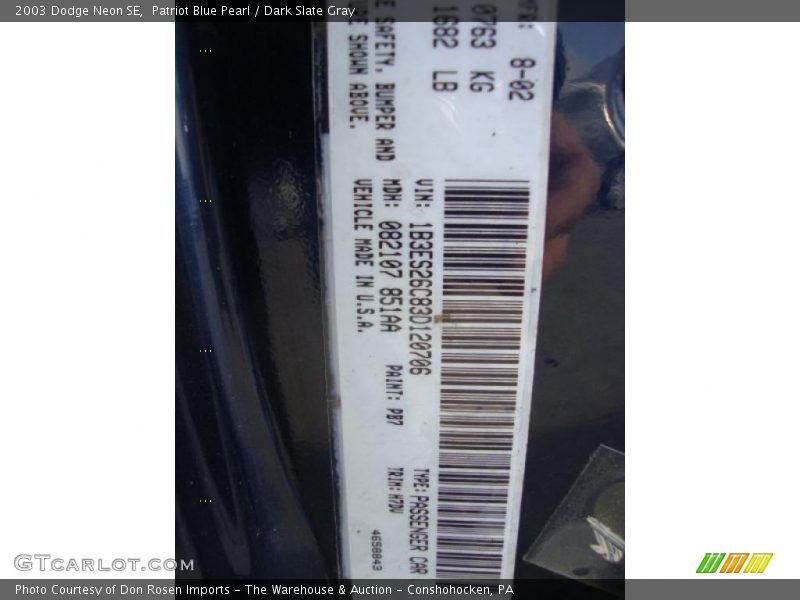 2003 Dodge Neon SE,  Patriot Blue Pearl / Dark Slate Gray
MFR: 8-02
0763 KG
1682 LB
E SAFETY, BUMPER AND
SHOWN ABOVE.
VIN: 1B3ES26C83D120706
TYPE: PASSENGER CAR
MDH: 082107 851AA
PAINT: PB7
TRIM: H7DV
VEHICLE MADE IN U.S.A.
4658843
GTCarLot.com
Photo Courtesy of Don Rosen Imports - The Warehouse & Auction - Conshohocken, PA